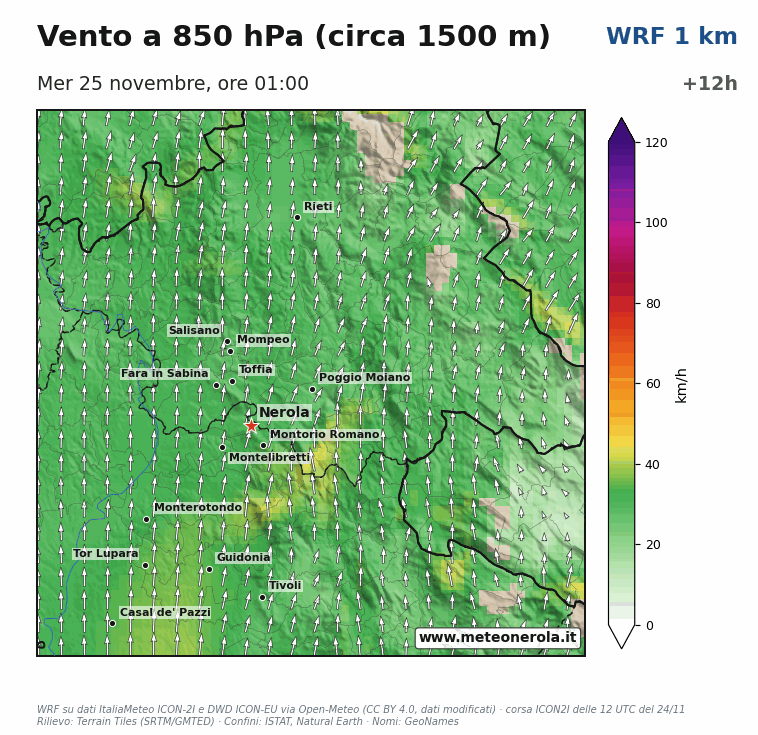 Vento a 850 hPa (circa 1500 m)
WRF 1 km
Mer 25 novembre, ore 01:00
+12h
Rieti
Salisano
Mompeo
Fara in Sabina
Toffia
Poggio Moiano
Nerola
Montorio Romano
Montelibretti
Monterotondo
Tor Lupara
Guidonia
Tivoli
Casal de' Pazzi
www.meteonerola.it
120
100
80
60
40
20
0
km/h
WRF su dati ItaliaMeteo ICON-2I e DWD ICON-EU via Open-Meteo (CC BY 4.0, dati modificati) · corsa ICON2I delle 12 UTC del 24/11
Rilievo: Terrain Tiles (SRTM/GMTED) · Confini: ISTAT, Natural Earth · Nomi: GeoNames